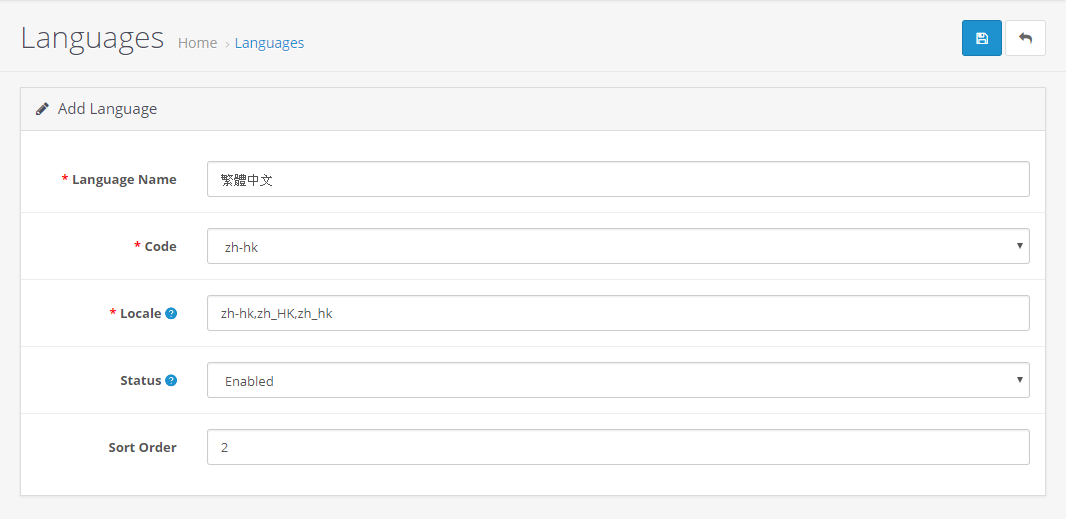 Languages Home › Languages
Add Language
* Language Name 繁體中文
* Code zh-hk
* Locale ? zh-hk,zh_HK,zh_hk
Status ? Enabled
Sort Order 2